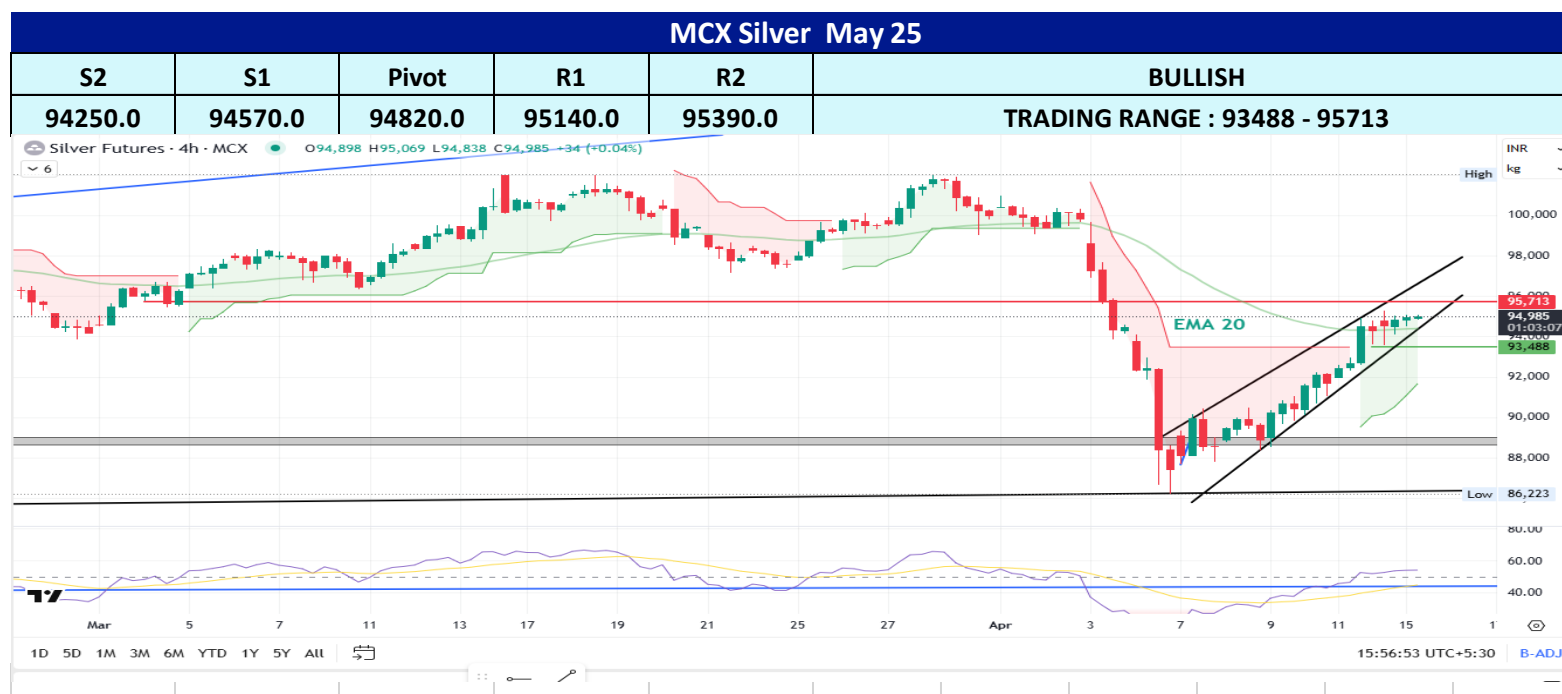 MCX Silver May 25
S2 S1 Pivot R1 R2 BULLISH
94250.0 94570.0 94820.0 95140.0 95390.0 TRADING RANGE : 93488 - 95713
Silver Futures · 4h · MCX O94,898 H95,069 L94,838 C94,985 +34 (+0.04%)
INR
6
kg
High
100,000
98,000
96,000
95,713
94,985
EMA 20
01:03:07
94,000
93,488
92,000
90,000
88,000
Low 86,223
80.00
60.00
40.00
Mar 5 7 11 13 17 19 21 25 27 Apr 3 7 9 11 15
1D 5D 1M 3M 6M YTD 1Y 5Y All 15:56:53 UTC+5:30 B-ADJ